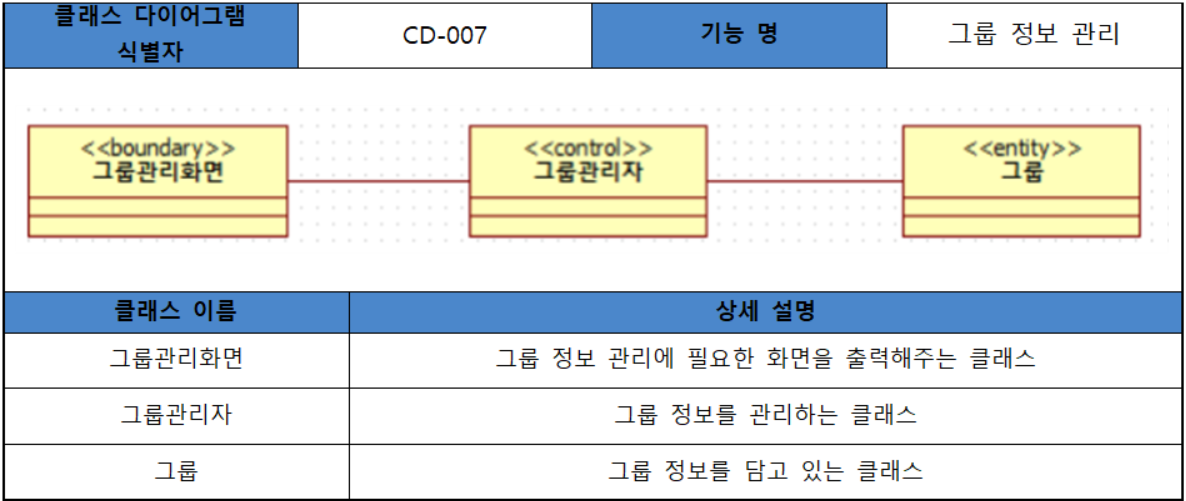 클래스 다이어그램
식별자
CD-007
기능 명
그룹 정보 관리
<<boundary>>
그룹관리화면
<<control>>
그룹관리자
<<entity>>
그룹
클래스 이름
상세 설명
그룹관리화면
그룹 정보 관리에 필요한 화면을 출력해주는 클래스
그룹관리자
그룹 정보를 관리하는 클래스
그룹
그룹 정보를 담고 있는 클래스